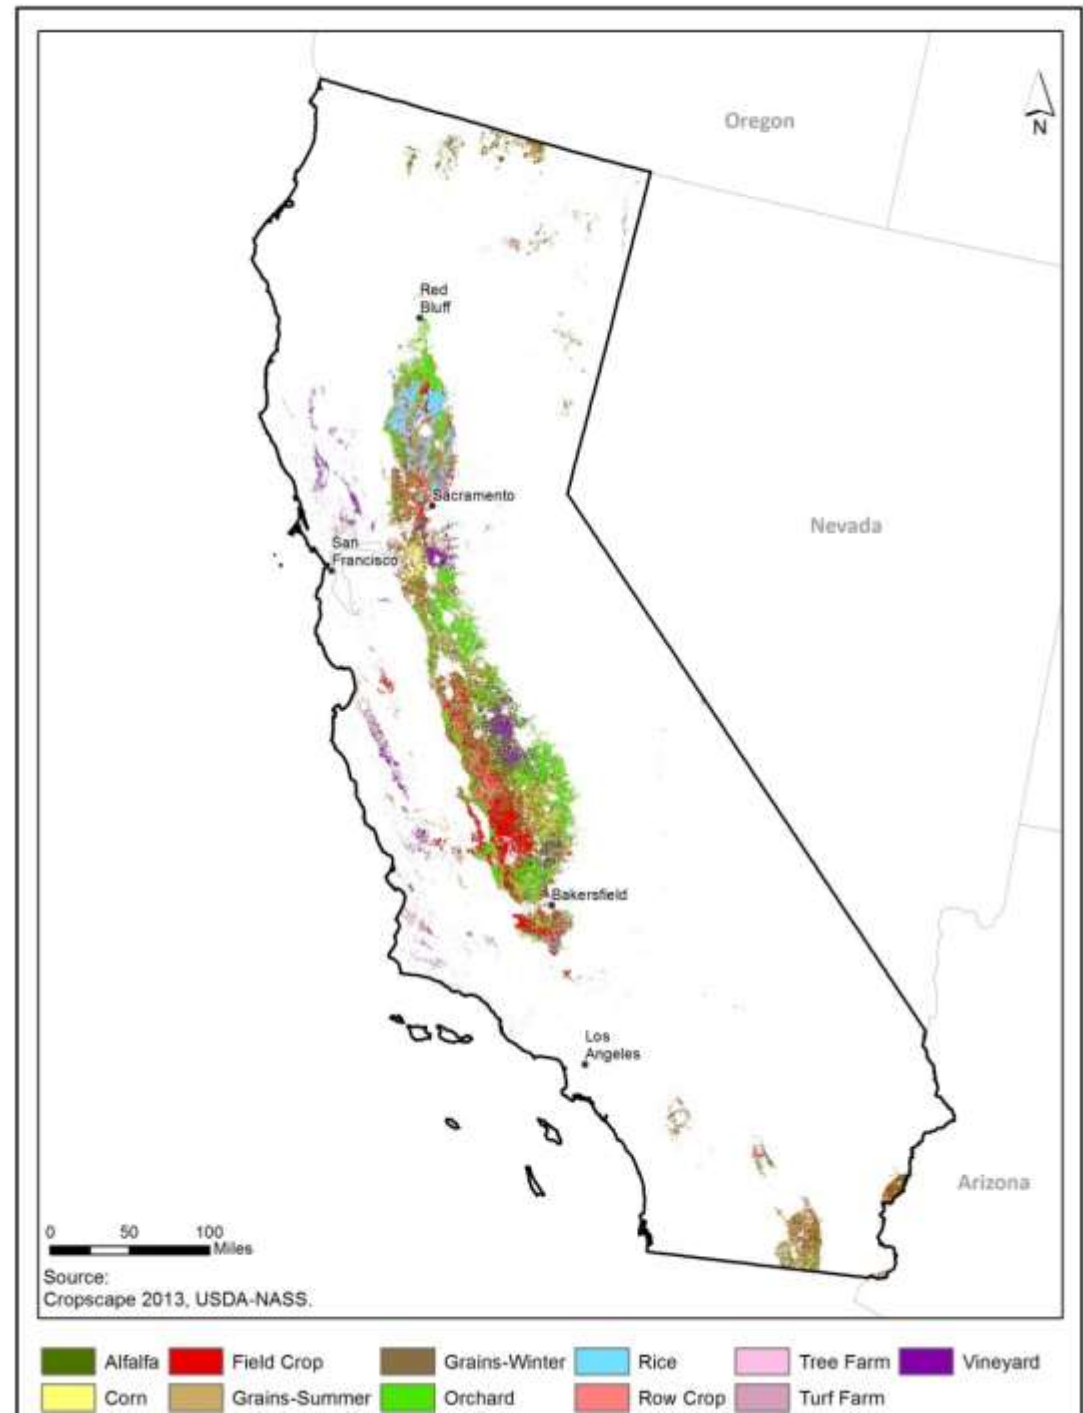 Oregon
N
Red
Bluff
Sacramento
San
Francisco
Nevada
Bakersfield
Los
Angeles
Arizona
0 50 100
Miles
Source:
Cropscape 2013, USDA-NASS.
Alfalfa Field Crop Grains-Winter Rice Tree Farm Vineyard
Corn Grains-Summer Orchard Row Crop Turf Farm